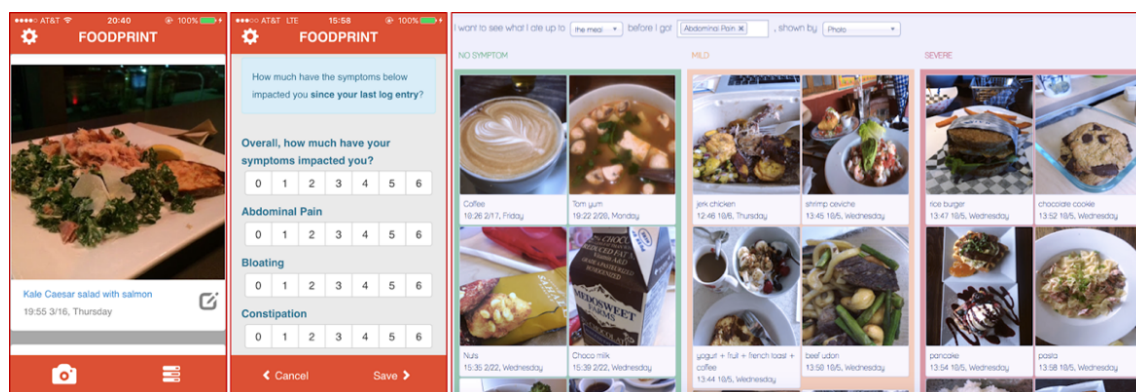 AT&T 20:40 100%
FOODPRINT
Kale Caesar salad with salmon
19:55 3/16, Thursday
AT&T LTE 15:58 100%
FOODPRINT
How much have the symptoms below
impacted you since your last log entry?
Overall, how much have your
symptoms impacted you?
0 1 2 3 4 5 6
Abdominal Pain
0 1 2 3 4 5 6
Bloating
0 1 2 3 4 5 6
Constipation
0 1 2 3 4 5 6
Cancel Save
I want to see what I ate up to the meal before I got Abdominal Pain × , shown by Photo
NO SYMPTOM
Coffee
10:26 2/17, Friday
Tom yum
19:22 2/20, Monday
CHOCO
REDUCED FAT
MEDOSWEET
FARMS
CHOCOLATE
Nuts
15:35 2/22, Wednesday
Choco milk
15:39 2/22, Wednesday
MILD
jerk chicken
12:46 10/6, Thursday
shrimp ceviche
13:45 10/5, Wednesday
yogurt + fruit + french toast +
coffee
13:44 10/5, Wednesday
beef udon
13:50 10/5, Wednesday
SEVERE
rice burger
13:47 10/5, Wednesday
chocolate cookie
13:52 10/5, Wednesday
pancake
13:54 10/5, Wednesday
pasta
13:58 10/5, Wednesday